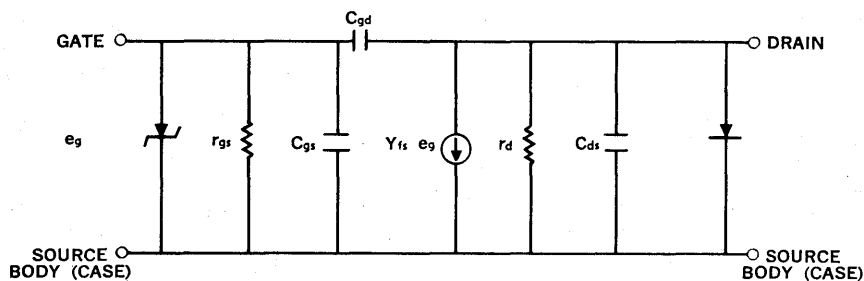 Cgd
GATE
DRAIN
eg
rgs
Cgs
Yfs eg
rd
Cds
SOURCE
BODY (CASE)
SOURCE
BODY (CASE)